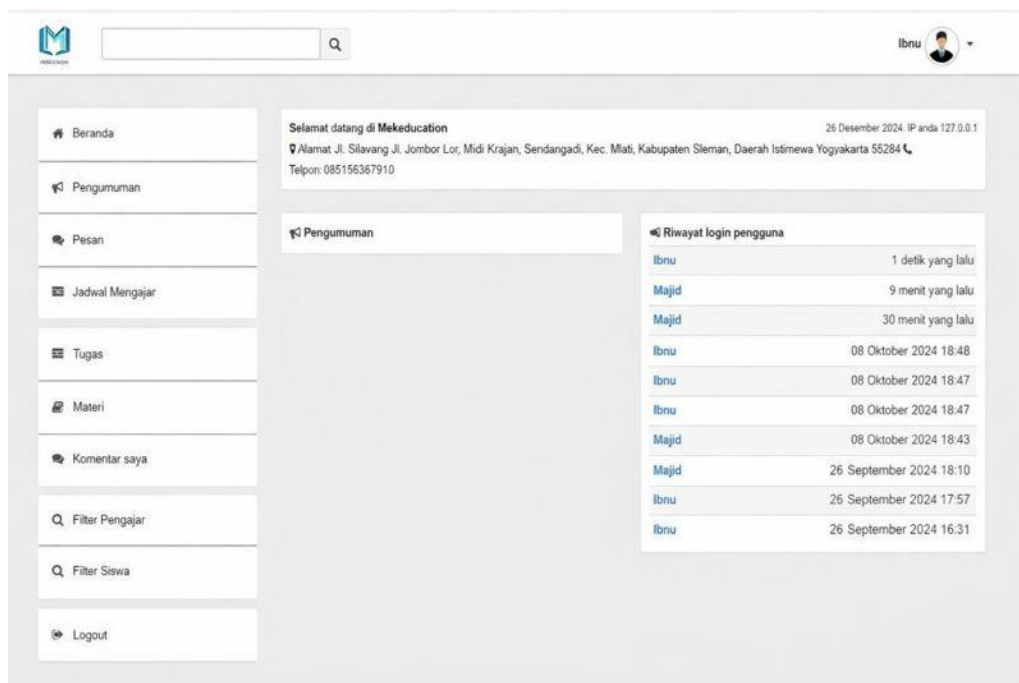 Ibnu
Beranda
Pengumuman
Pesan
Jadwal Mengajar
Tugas
Materi
Komentar saya
Filter Pengajar
Filter Siswa
Logout
Selamat datang di Mekeducation
26 Desember 2024, IP anda 127.0.0.1
Alamat Jl. Silavang Jl. Jombor Lor, Midi Krajan, Sendangadi, Kec. Mlati, Kabupaten Sleman, Daerah Istimewa Yogyakarta 55284
Telpon: 085156367910
Pengumuman
Riwayat login pengguna
Ibnu 1 detik yang lalu
Majid 9 menit yang lalu
Majid 30 menit yang lalu
Ibnu 08 Oktober 2024 18:48
Ibnu 08 Oktober 2024 18:47
Ibnu 08 Oktober 2024 18:47
Majid 08 Oktober 2024 18:43
Majid 26 September 2024 18:10
Ibnu 26 September 2024 17:57
Ibnu 26 September 2024 16:31